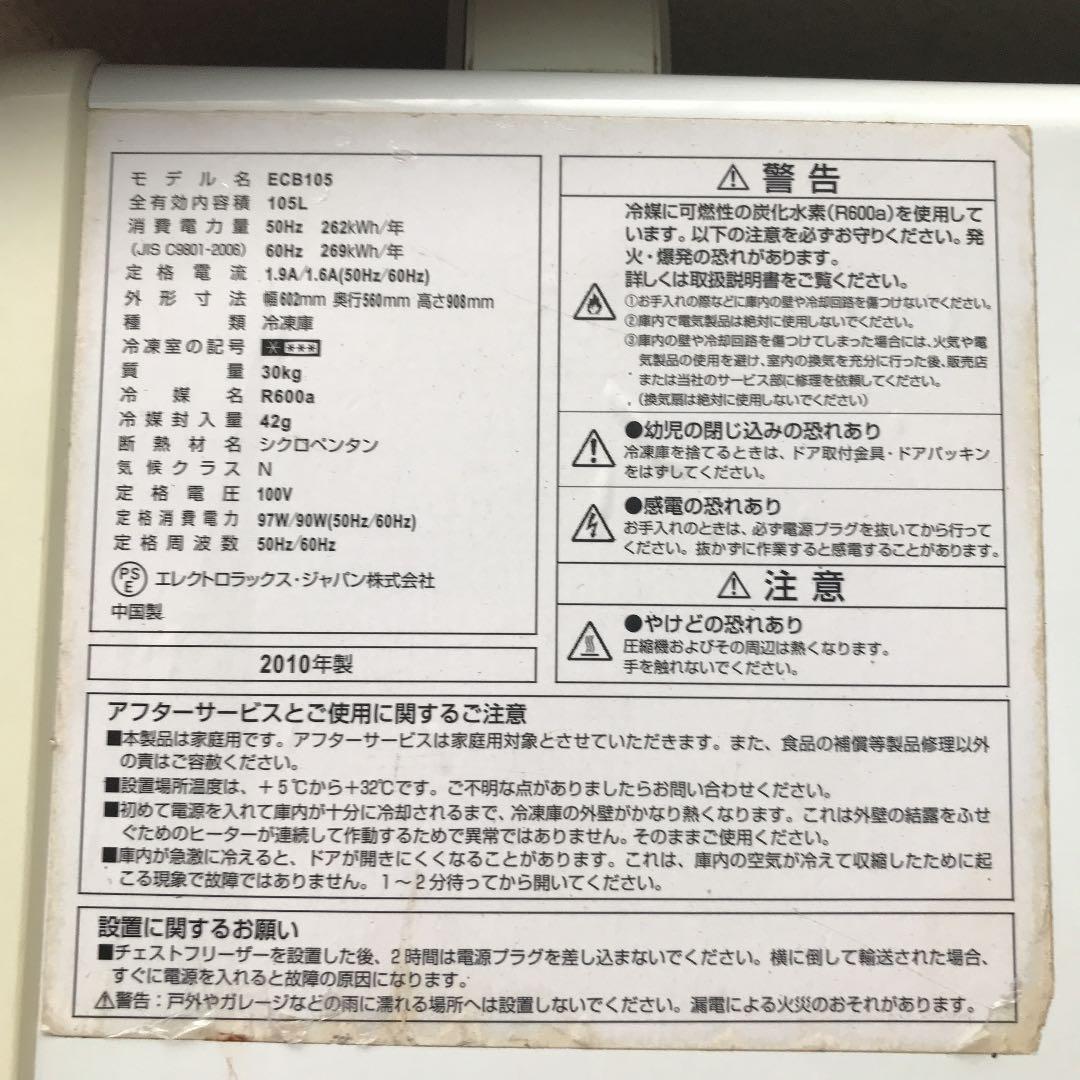 モデル名 ECB105
全有効内容積 105L
消費電力量 50Hz 262kWh/年
(JIS C9801-2006) 60Hz 269kWh/年
定格電流 1.9A/1.6A(50Hz/60Hz)
外形寸法 幅602mm 奥行560mm 高さ908mm
種類 冷凍庫
冷凍室の記号 * ***
質量 30kg
冷媒名 R600a
冷媒封入量 42g
断熱材名 シクロペンタン
気候クラス N
定格電圧 100V
定格消費電力 97W/90W(50Hz/60Hz)
定格周波数 50Hz/60Hz
PSE エレクトロラックス・ジャパン株式会社
中国製
2010年製
⚠ 警告
冷媒に可燃性の炭化水素(R600a)を使用して
います。以下の注意を必ずお守りください。発
火・爆発の恐れがあります。
詳しくは取扱説明書をご覧ください。
①お手入れの際などに庫内の壁や冷却回路を傷つけないでください。
②庫内で電気製品は絶対に使用しないでください。
③庫内の壁や冷却回路を傷つけてしまった場合には、火気や電
気製品の使用を避け、室内の換気を充分に行った後、販売店
または当社のサービス部に修理を依頼してください。
(換気扇は絶対に使用しないでください)
●幼児の閉じ込みの恐れあり
冷凍庫を捨てるときは、ドア取付金具・ドアパッキン
をはずしてください。
●感電の恐れあり
お手入れのときは、必ず電源プラグを抜いてから行って
ください。抜かずに作業すると感電することがあります。
⚠ 注意
●やけどの恐れあり
圧縮機およびその周辺は熱くなります。
手を触れないでください。
アフターサービスとご使用に関するご注意
■本製品は家庭用です。アフターサービスは家庭用対象とさせていただきます。また、食品の補償等製品修理以外
の責はご容赦ください。
■設置場所温度は、+5℃から+32℃です。ご不明な点がありましたらお問い合わせください。
■初めて電源を入れて庫内が十分に冷却されるまで、冷凍庫の外壁がかなり熱くなります。これは外壁の結露をふせ
ぐためのヒーターが連続して作動するためで異常ではありません。そのままご使用ください。
■庫内が急激に冷えると、ドアが開きにくくなることがあります。これは、庫内の空気が冷えて収縮したために起
こる現象で故障ではありません。1～2分待ってから開いてください。
設置に関するお願い
■チェストフリーザーを設置した後、2時間は電源プラグを差し込まないでください。横に倒して輸送された場合、
すぐに電源を入れると故障の原因になります。
⚠警告：戸外やガレージなどの雨に濡れる場所へは設置しないでください。漏電による火災のおそれがあります。